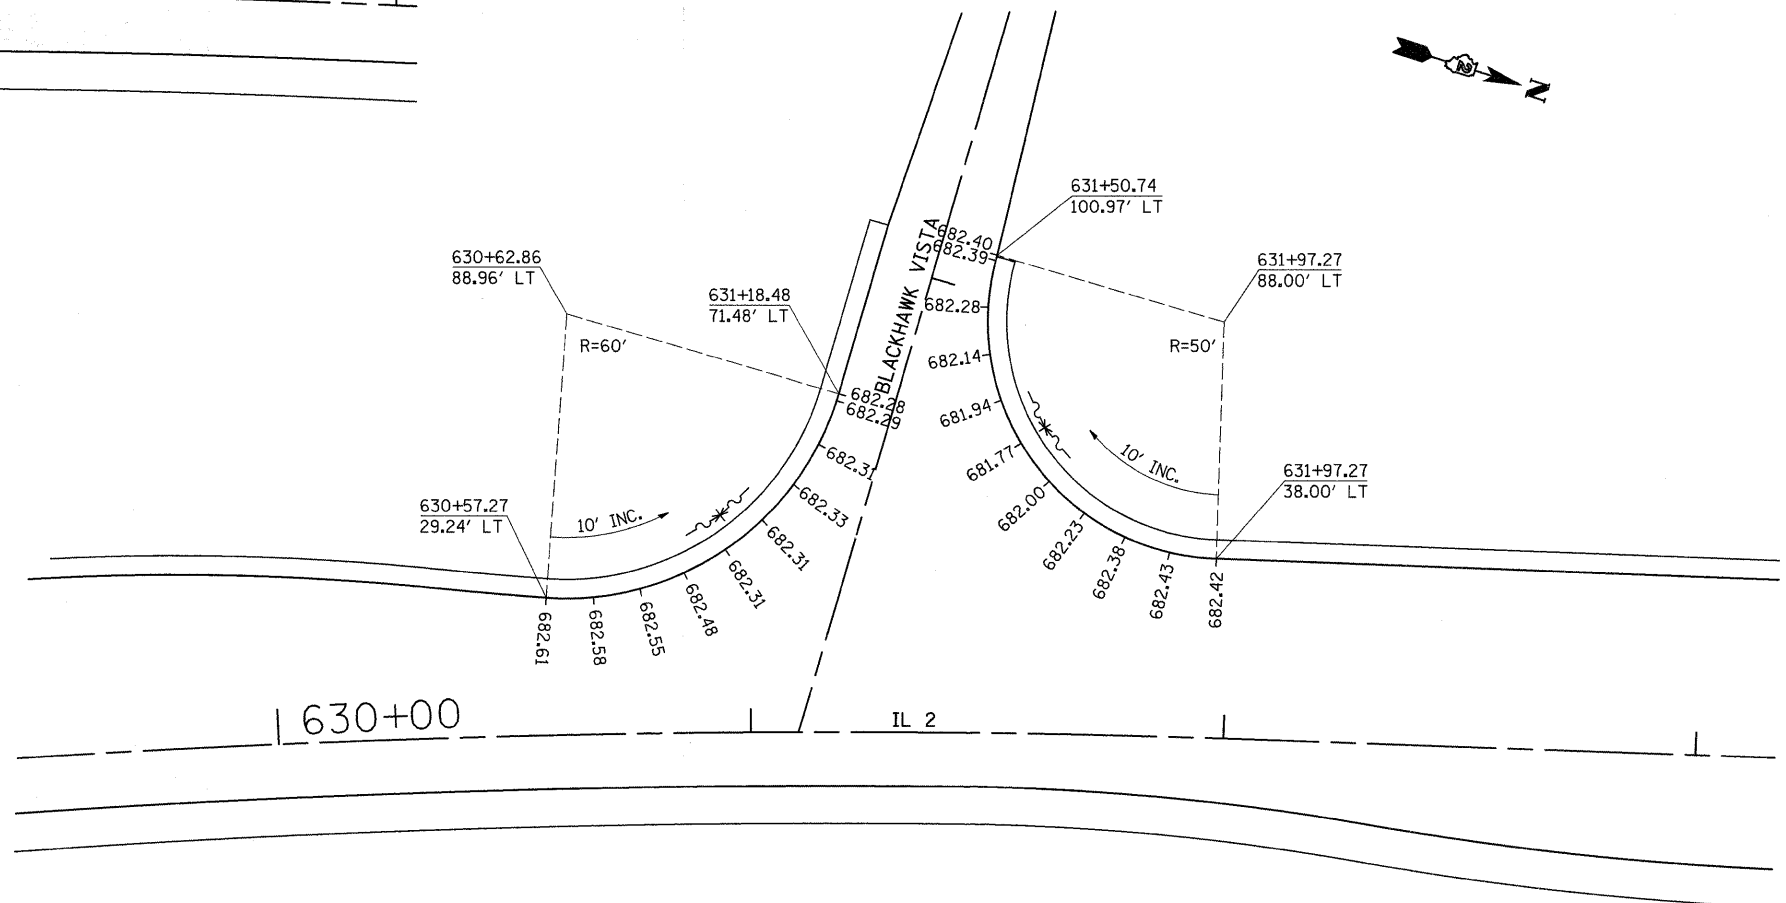 N
631+50.74
100.97' LT
630+62.86
88.96' LT
631+97.27
88.00' LT
631+18.48
71.48' LT
R=60'
R=50'
BLACKHAWK VISTA
682.40
682.39
682.28
682.14
681.94
681.77
682.00
682.23
682.38
682.43
682.42
10' INC.
631+97.27
38.00' LT
682.28
682.29
682.31
682.33
682.31
682.31
682.48
682.55
682.58
682.61
10' INC.
630+57.27
29.24' LT
630+00
IL 2